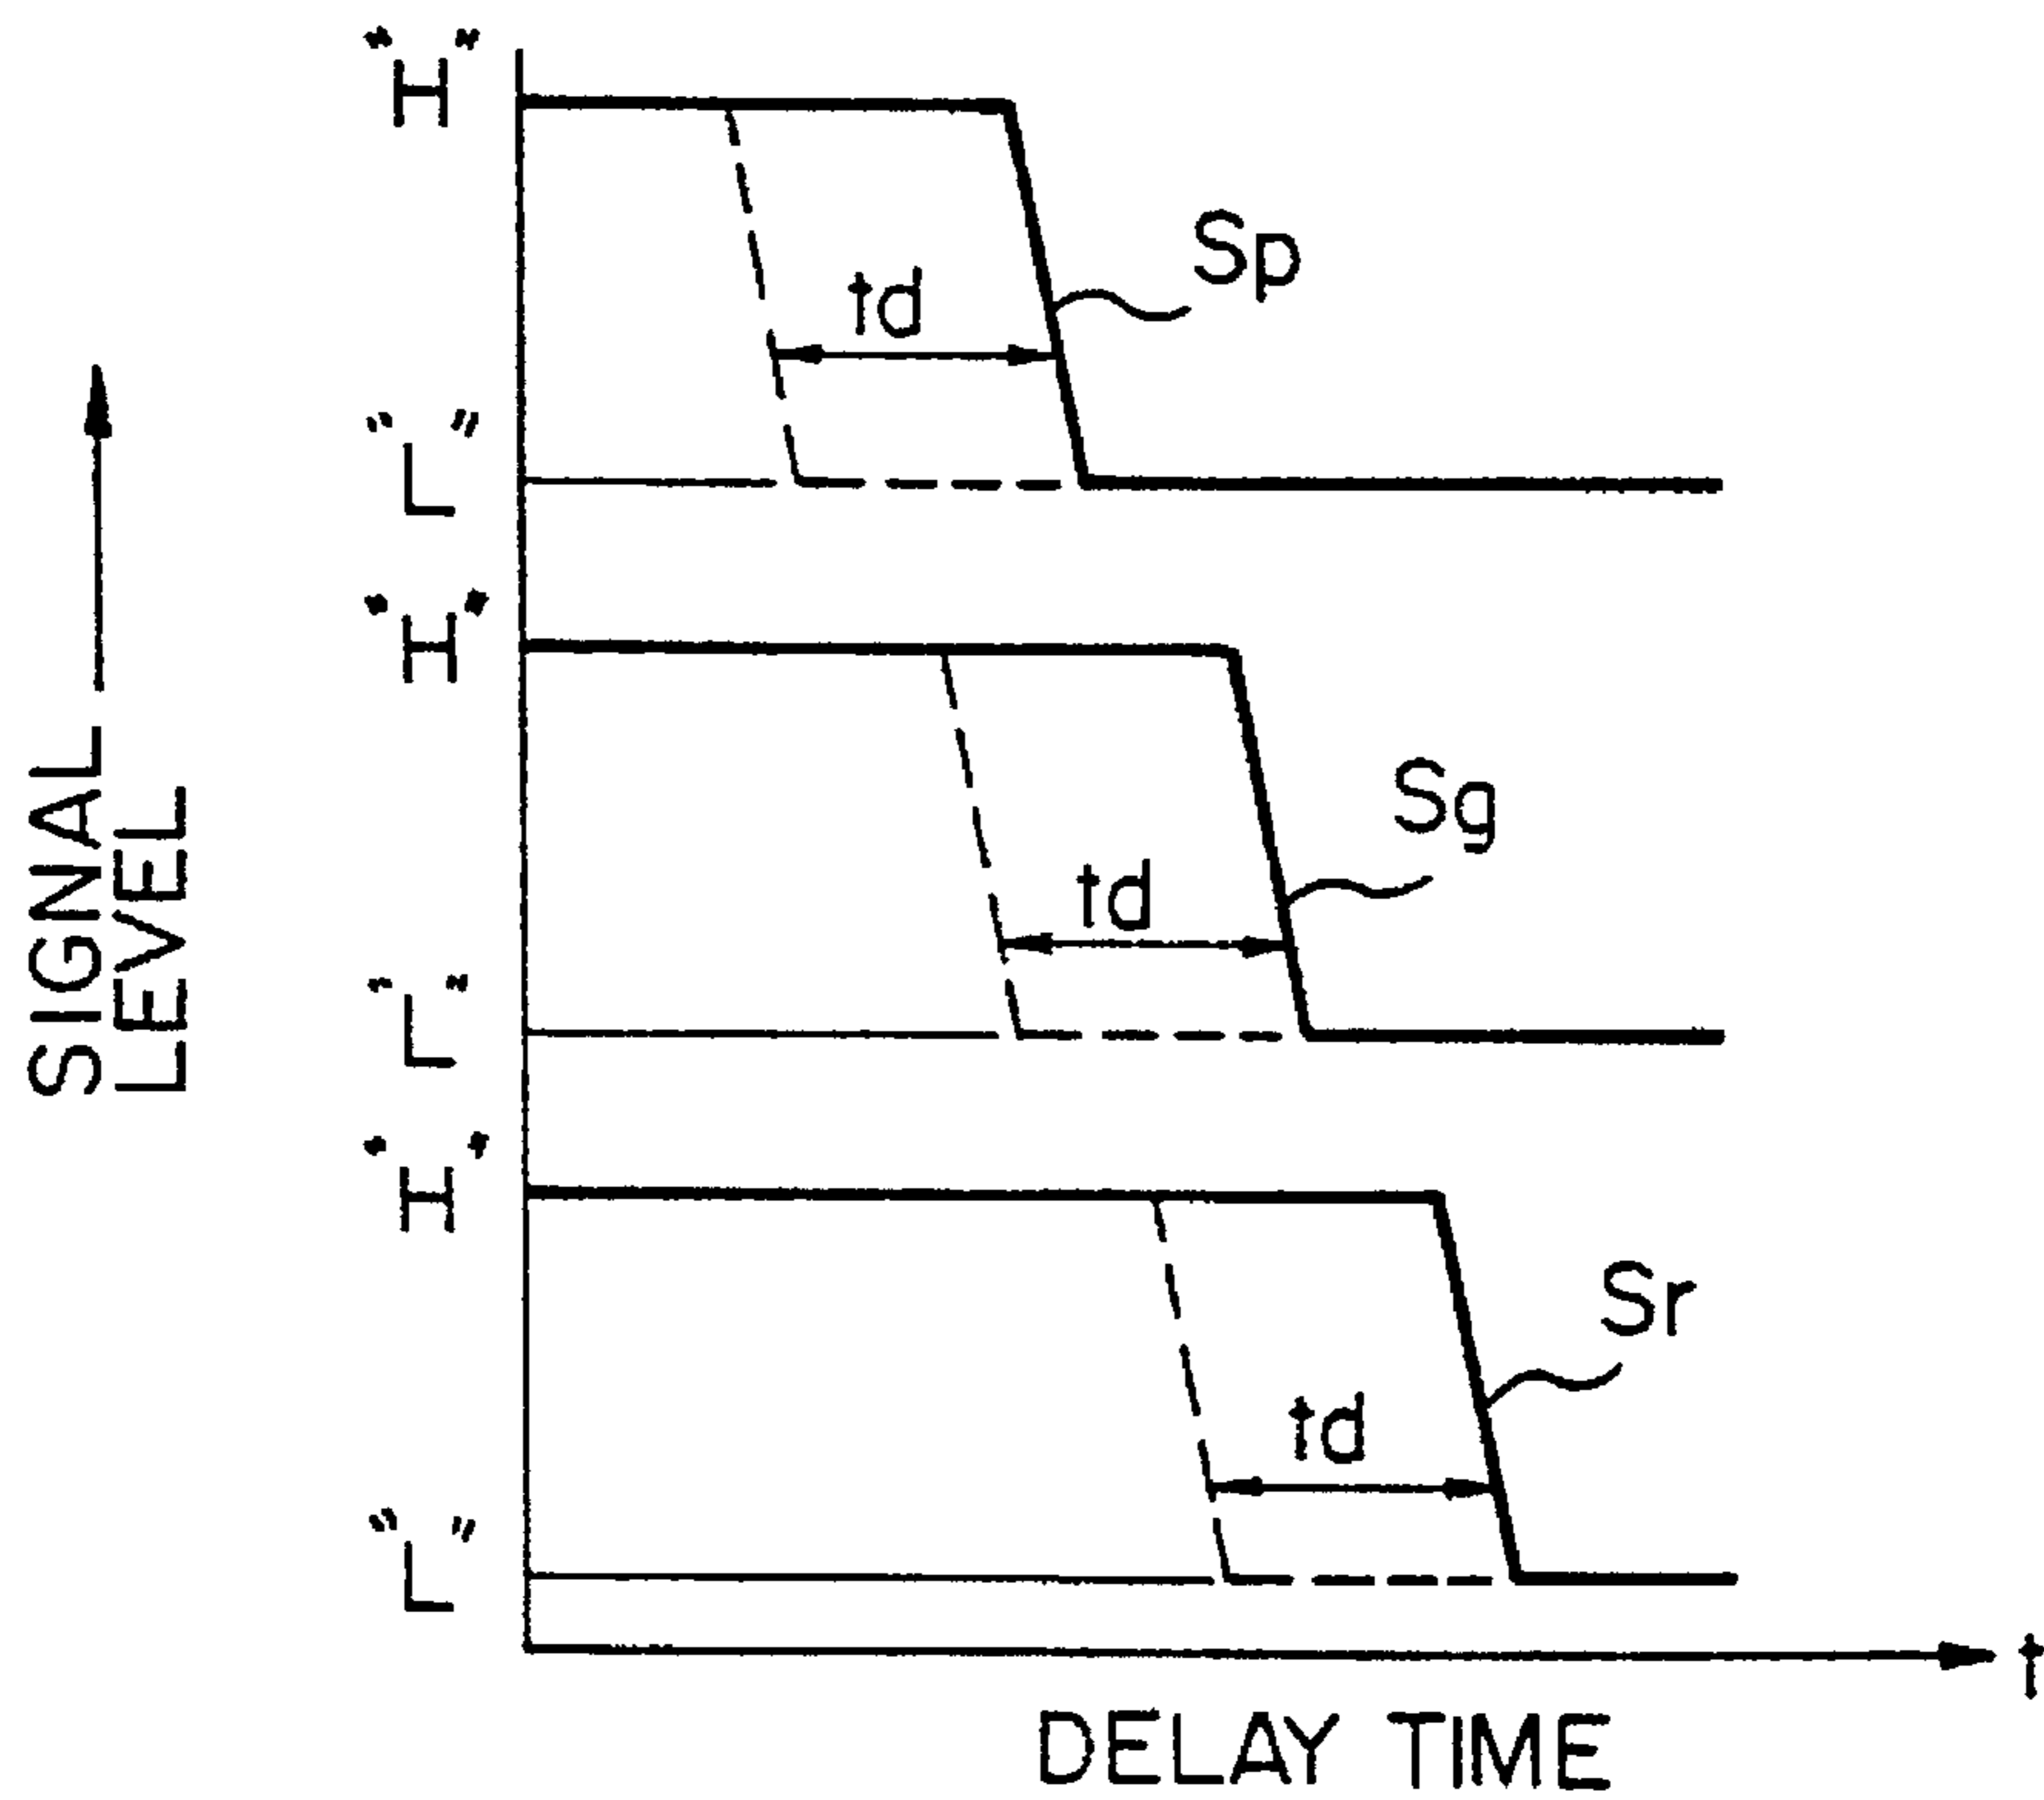 "H"
Sp
td
"L"
"H"
Sg
td
"L"
"H"
Sr
td
"L"
SIGNAL
LEVEL
t
DELAY TIME